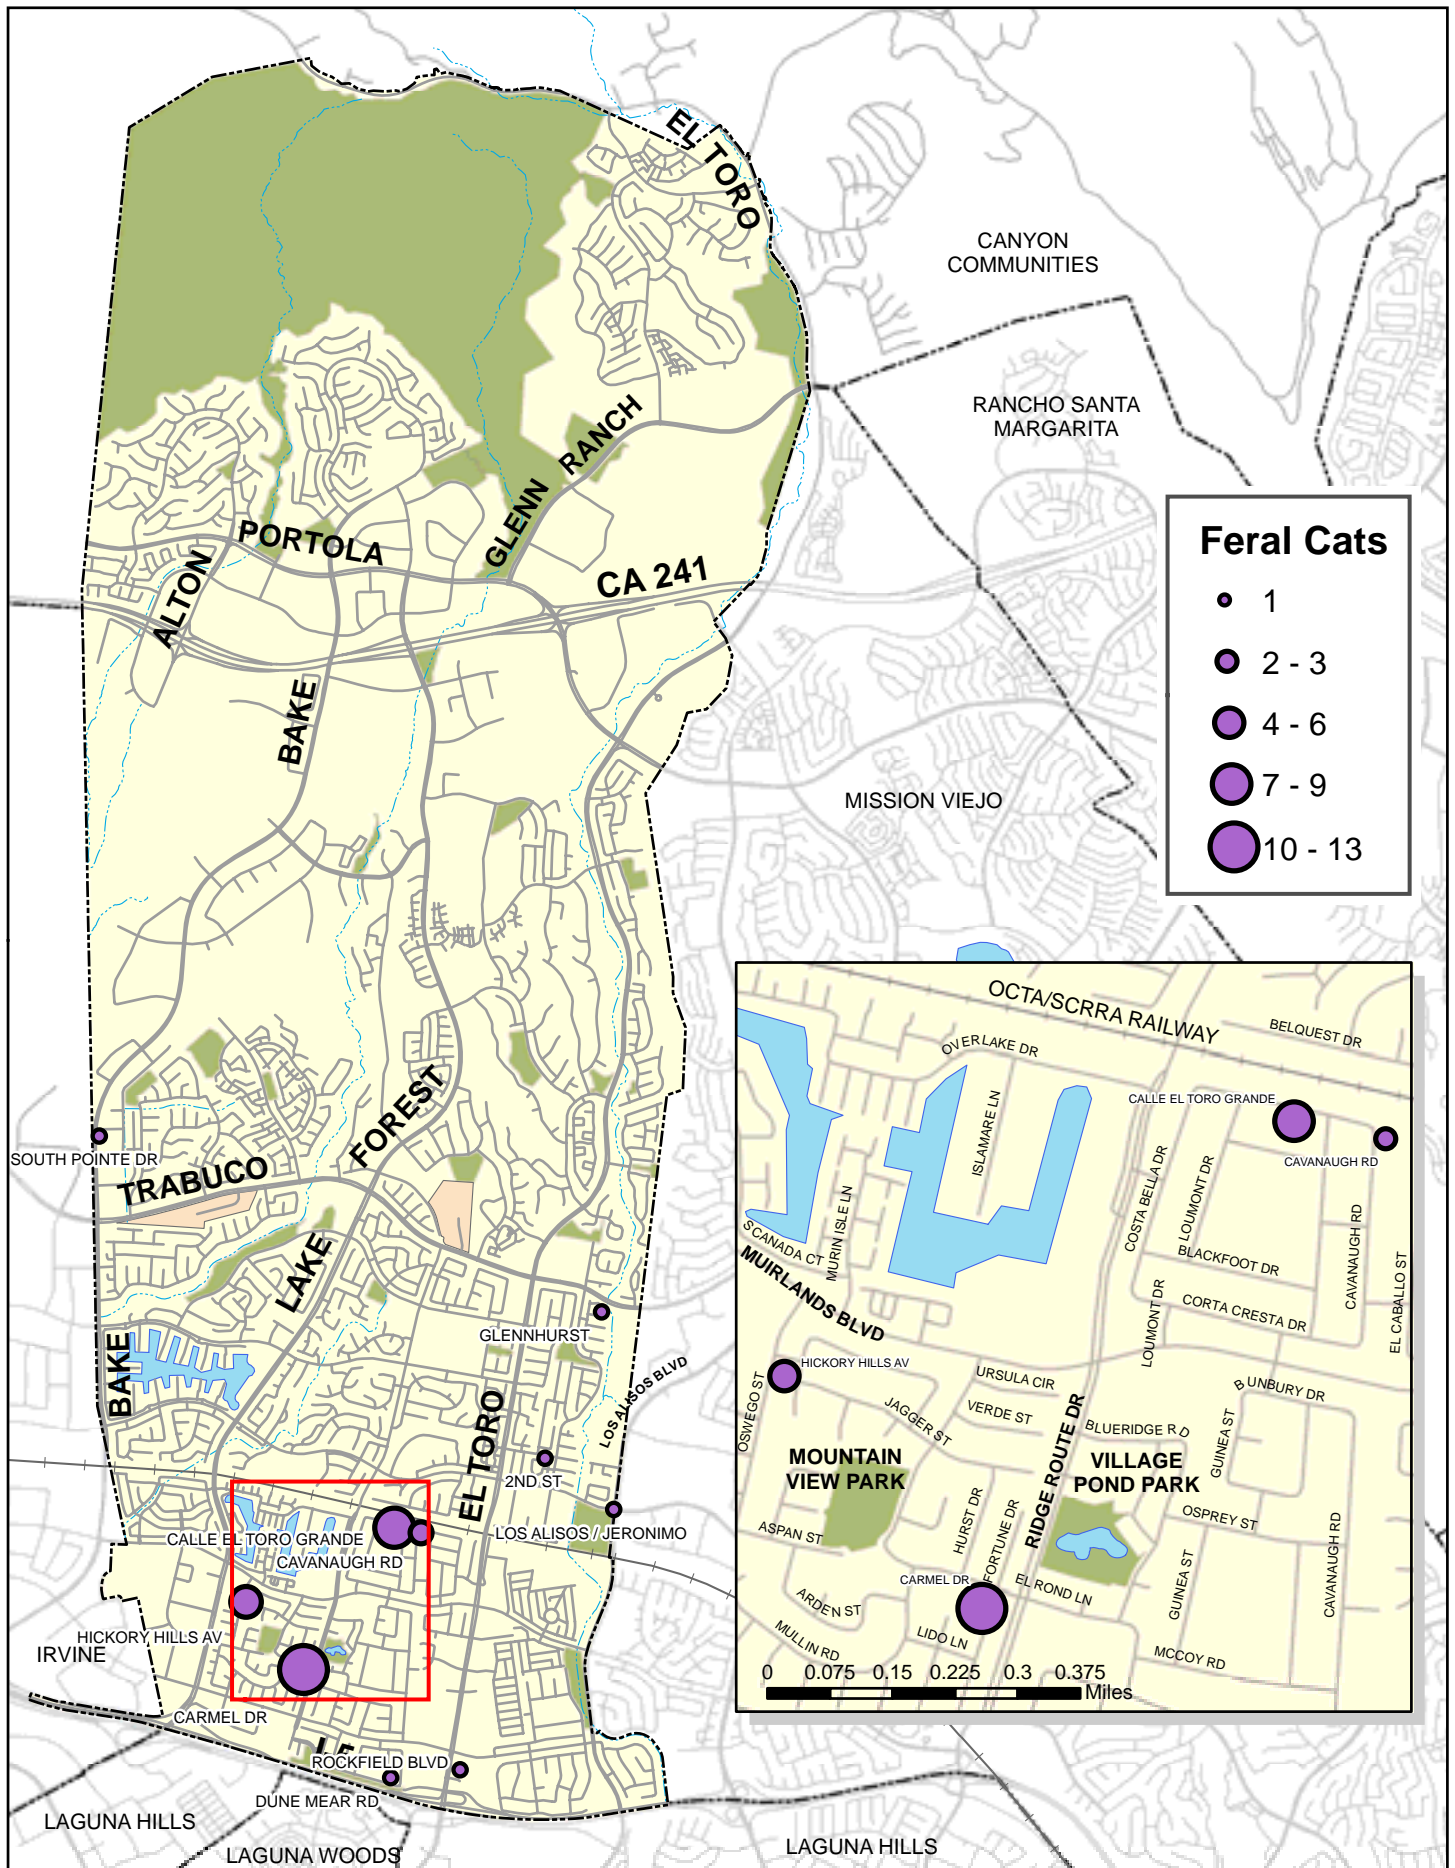 EL TORO
CANYON
COMMUNITIES
RANCHO SANTA
MARGARITA
GLENN RANCH
PORTOLA
ALTON
CA 241
BAKE
MISSION VIEJO
Feral Cats
1
2 - 3
4 - 6
7 - 9
10 - 13
SOUTH POINTE DR
TRABUCO
LAKE FOREST
BAKE
GLENNHURST
LOS ALISOS BLVD
EL TORO
2ND ST
LOS ALISOS / JERONIMO
CALLE EL TORO GRANDE
CAVANAUGH RD
HICKORY HILLS AV
IRVINE
CARMEL DR
ROCKFIELD BLVD
DUNE MEAR RD
LAGUNA HILLS
LAGUNA WOODS
LAGUNA HILLS
OCTA/SCRRA RAILWAY
BELQUEST DR
OVERLAKE DR
ISLAMARE LN
CALLE EL TORO GRANDE
CAVANAUGH RD
COSTA BELLA DR
LOUMONT DR
MURIN ISLE LN
SCANADA CT
MUIRLANDS BLVD
BLACKFOOT DR
CAVANAUGH RD
EL CABALLO ST
CORTA CRESTA DR
LOUMONT DR
HICKORY HILLS AV
URSULA CIR
BUNBURY DR
OSWEGO ST
JAGGER ST
VERDE ST
BLUERIDGE RD
GUINEA ST
MOUNTAIN
VIEW PARK
RIDGE ROUTE DR
VILLAGE
POND PARK
HURST DR
FORTUNE DR
OSPREY ST
ASPAN ST
CARMEL DR
EL ROND LN
GUINEA ST
CAVANAUGH RD
ARDEN ST
LIDO LN
MULLIN RD
MCCOY RD
0 0.075 0.15 0.225 0.3 0.375
Miles